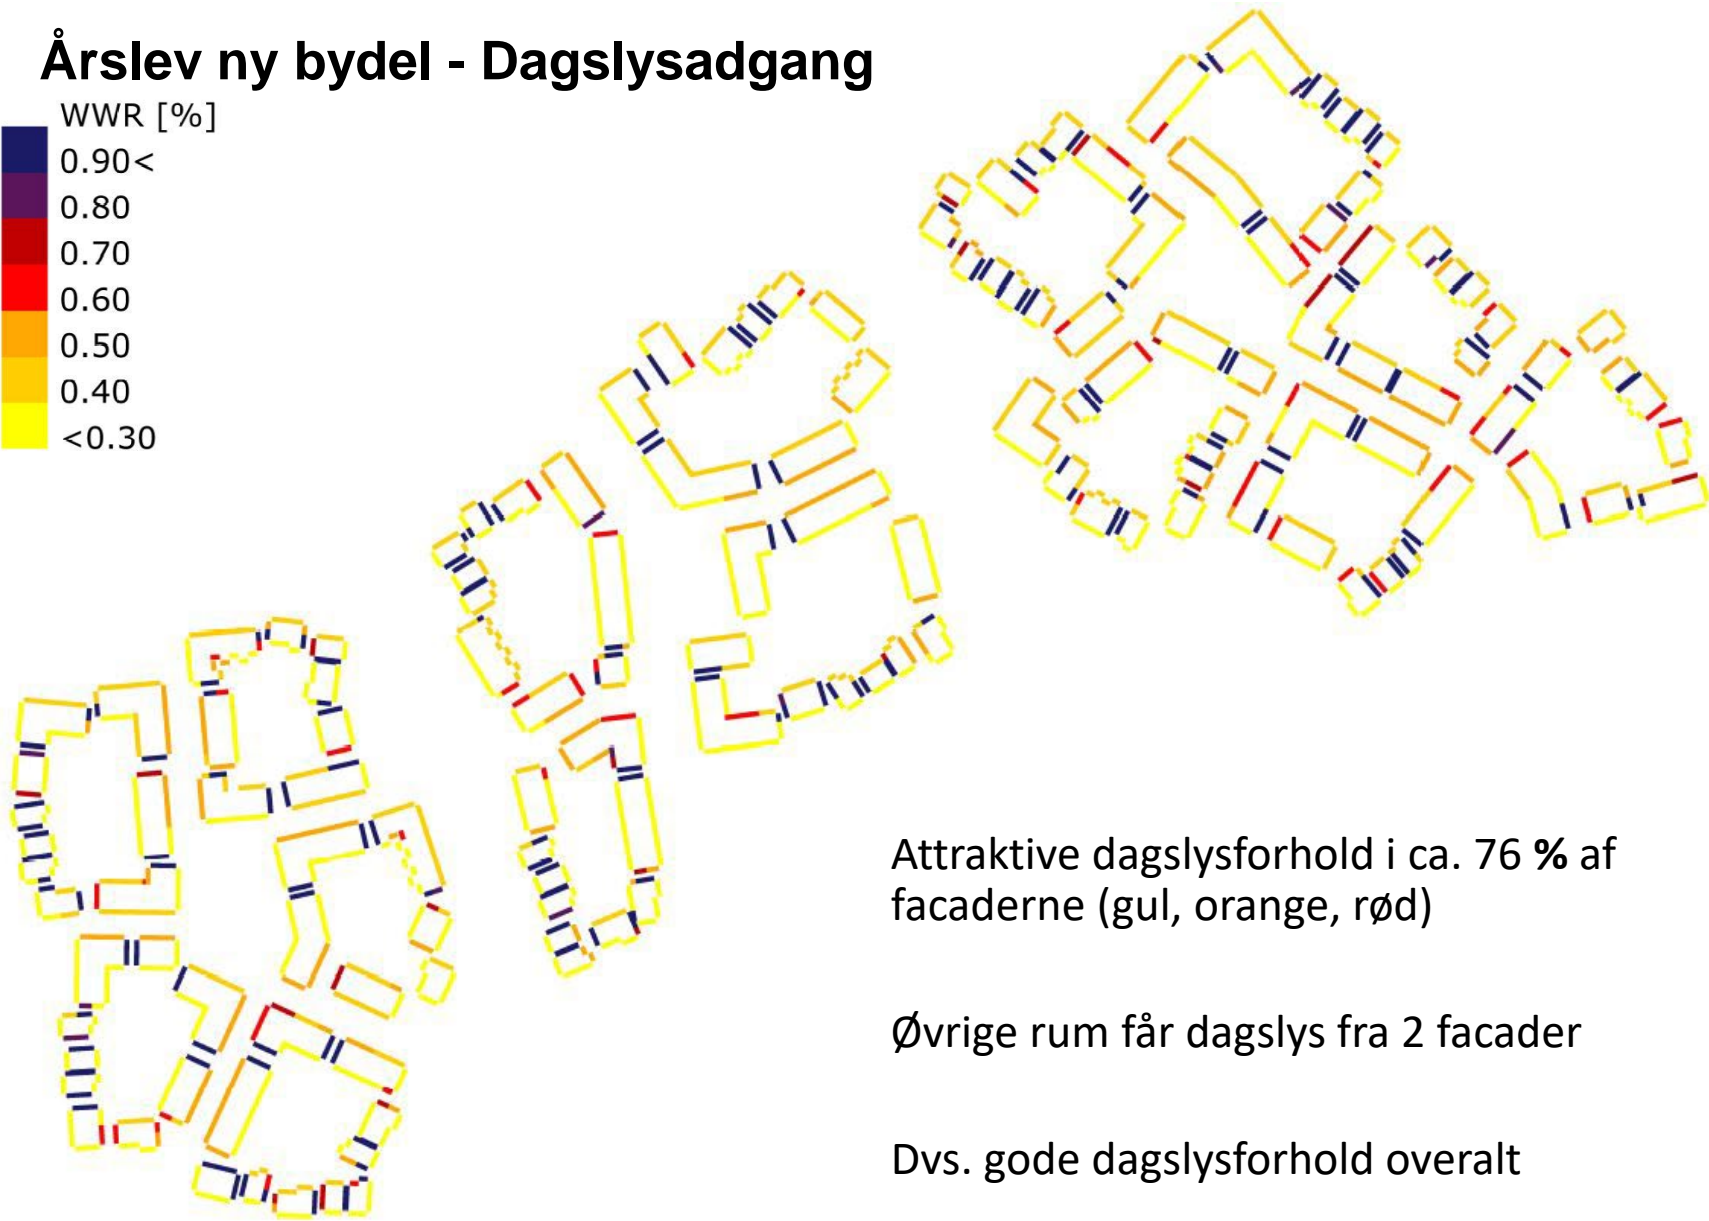 Årslev ny bydel - Dagslysadgang
WWR [%]
0.90<
0.80
0.70
0.60
0.50
0.40
<0.30
Attraktive dagslysforhold i ca. 76 % af
facaderne (gul, orange, rød)
Øvrige rum får dagslys fra 2 facader
Dvs. gode dagslysforhold overalt